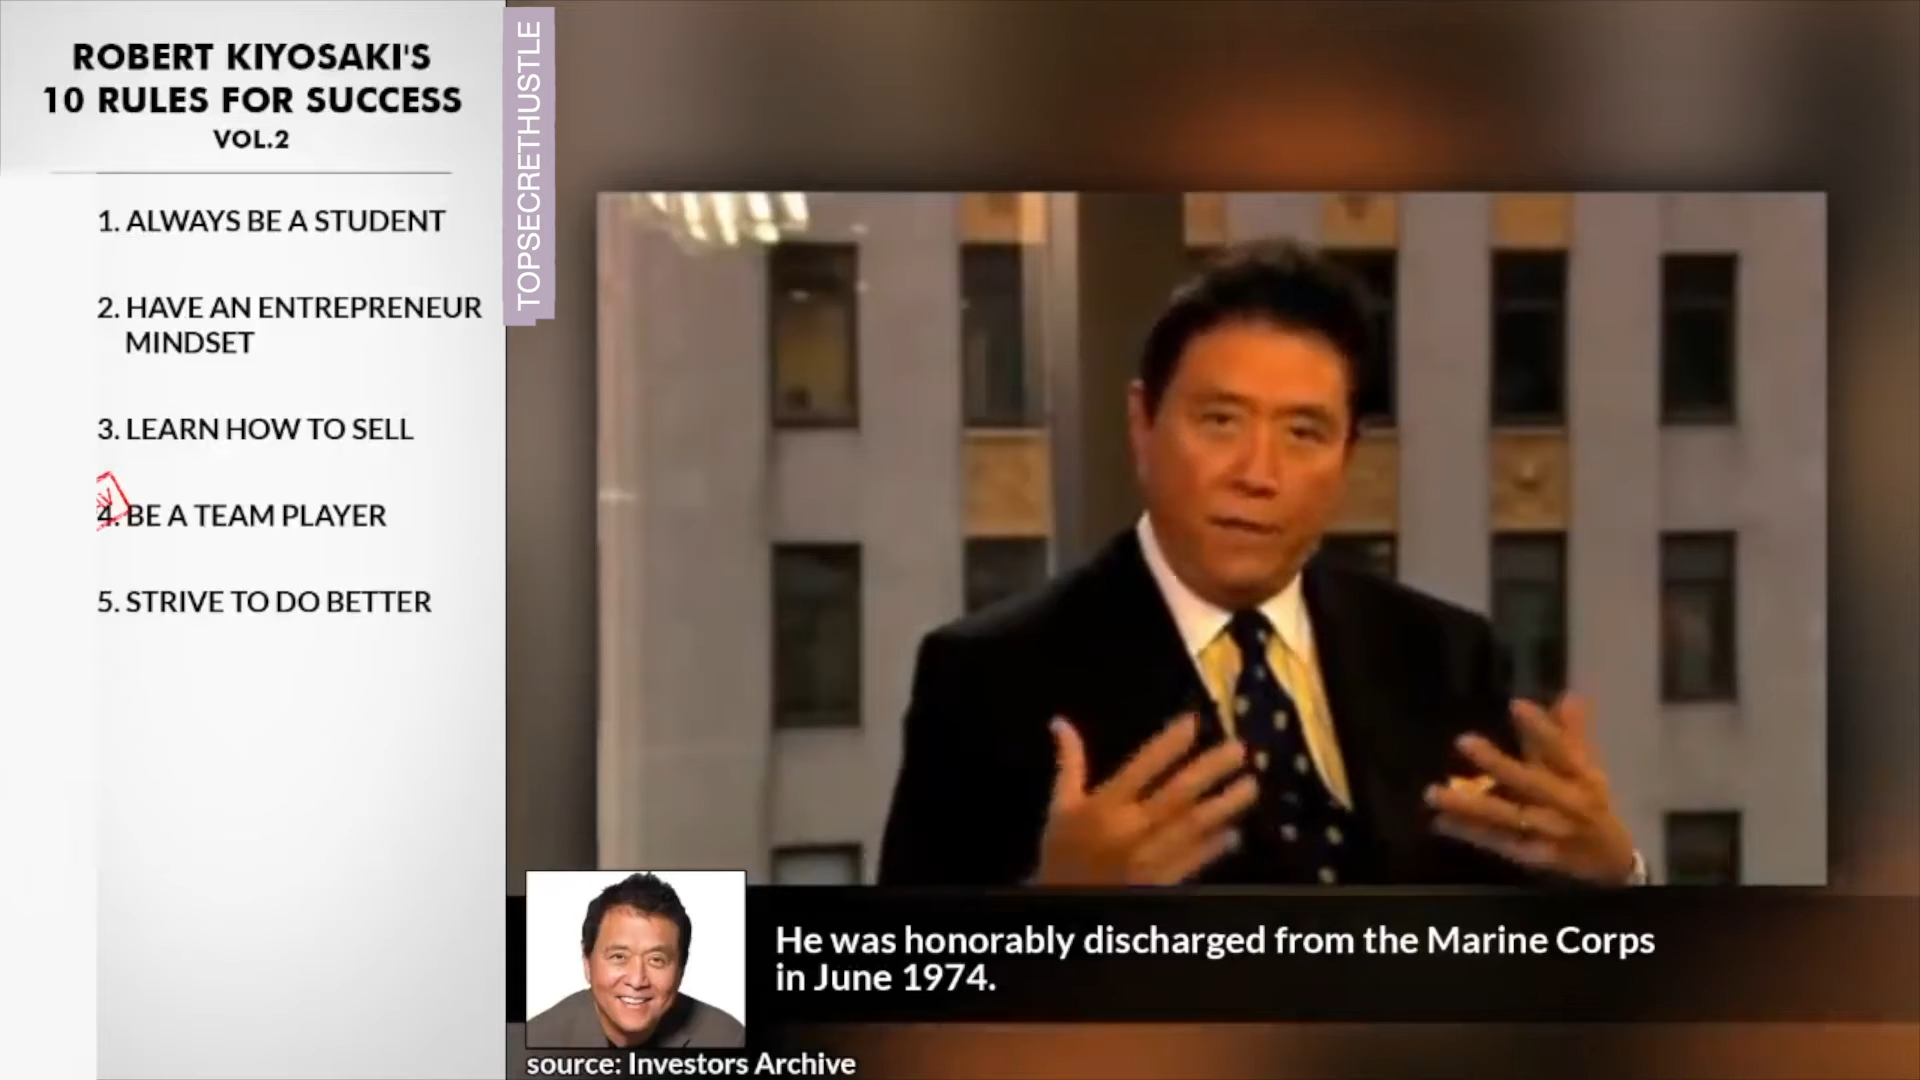 ROBERT KIYOSAKI'S
10 RULES FOR SUCCESS
VOL.2
1. ALWAYS BE A STUDENT
2. HAVE AN ENTREPRENEUR
MINDSET
3. LEARN HOW TO SELL
4. BE A TEAM PLAYER
5. STRIVE TO DO BETTER
TOPSECRETHUSTLE
He was honorably discharged from the Marine Corps
in June 1974.
source: Investors Archive